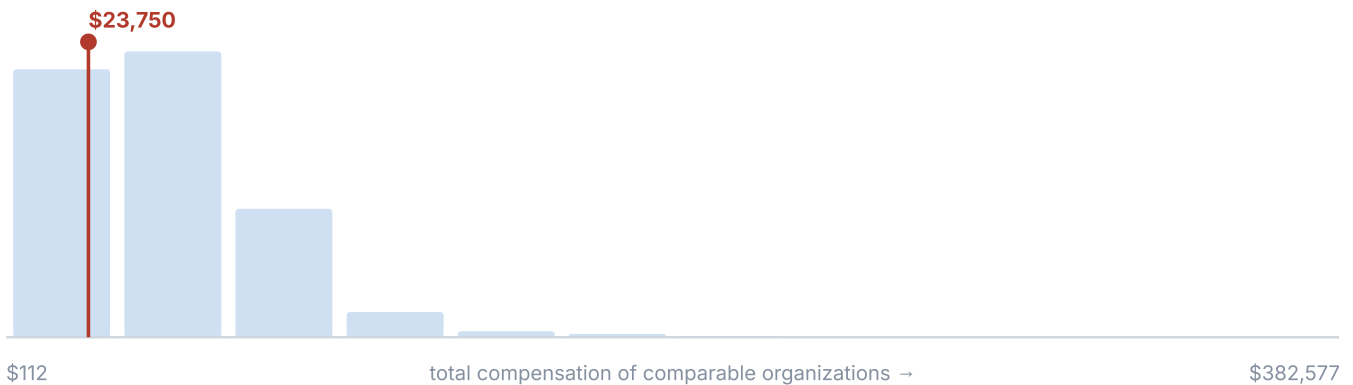 $23,750
$112
total compensation of comparable organizations →
$382,577